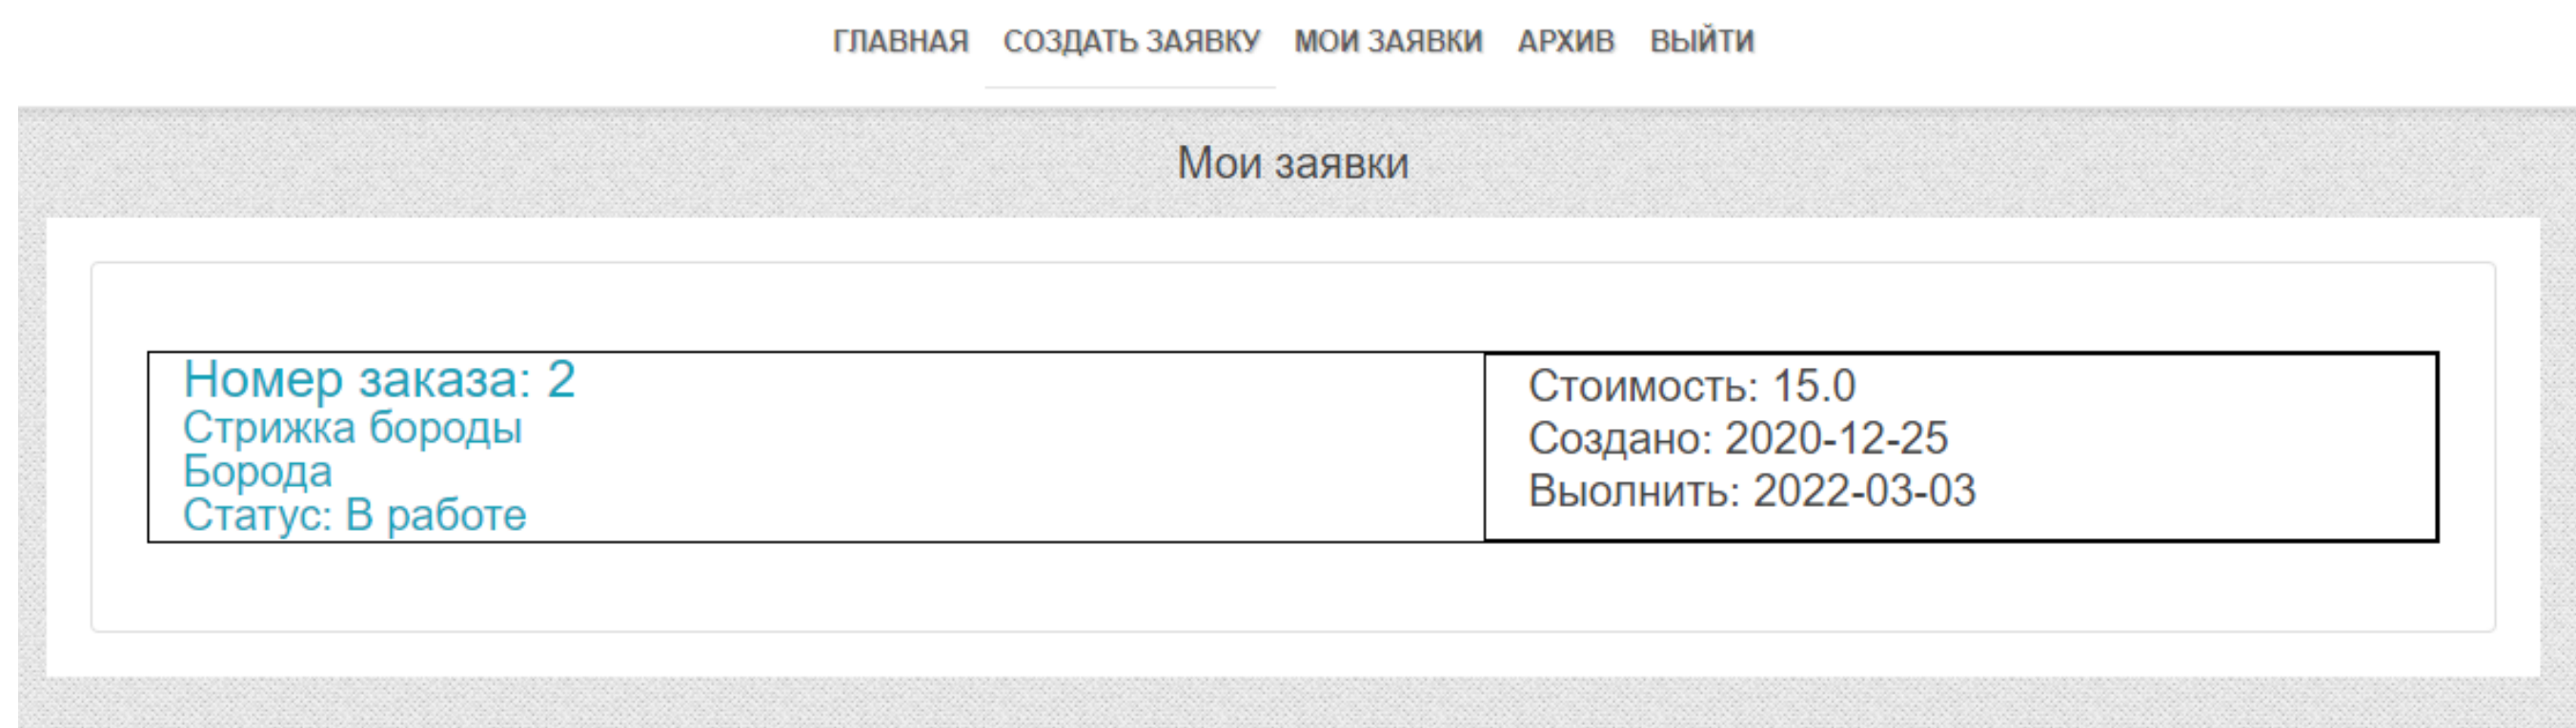 ГЛАВНАЯ СОЗДАТЬ ЗАЯВКУ МОИ ЗАЯВКИ АРХИВ ВЫЙТИ
Мои заявки
Номер заказа: 2
Стрижка бороды
Борода
Статус: В работе
Стоимость: 15.0
Создано: 2020-12-25
Выолнить: 2022-03-03